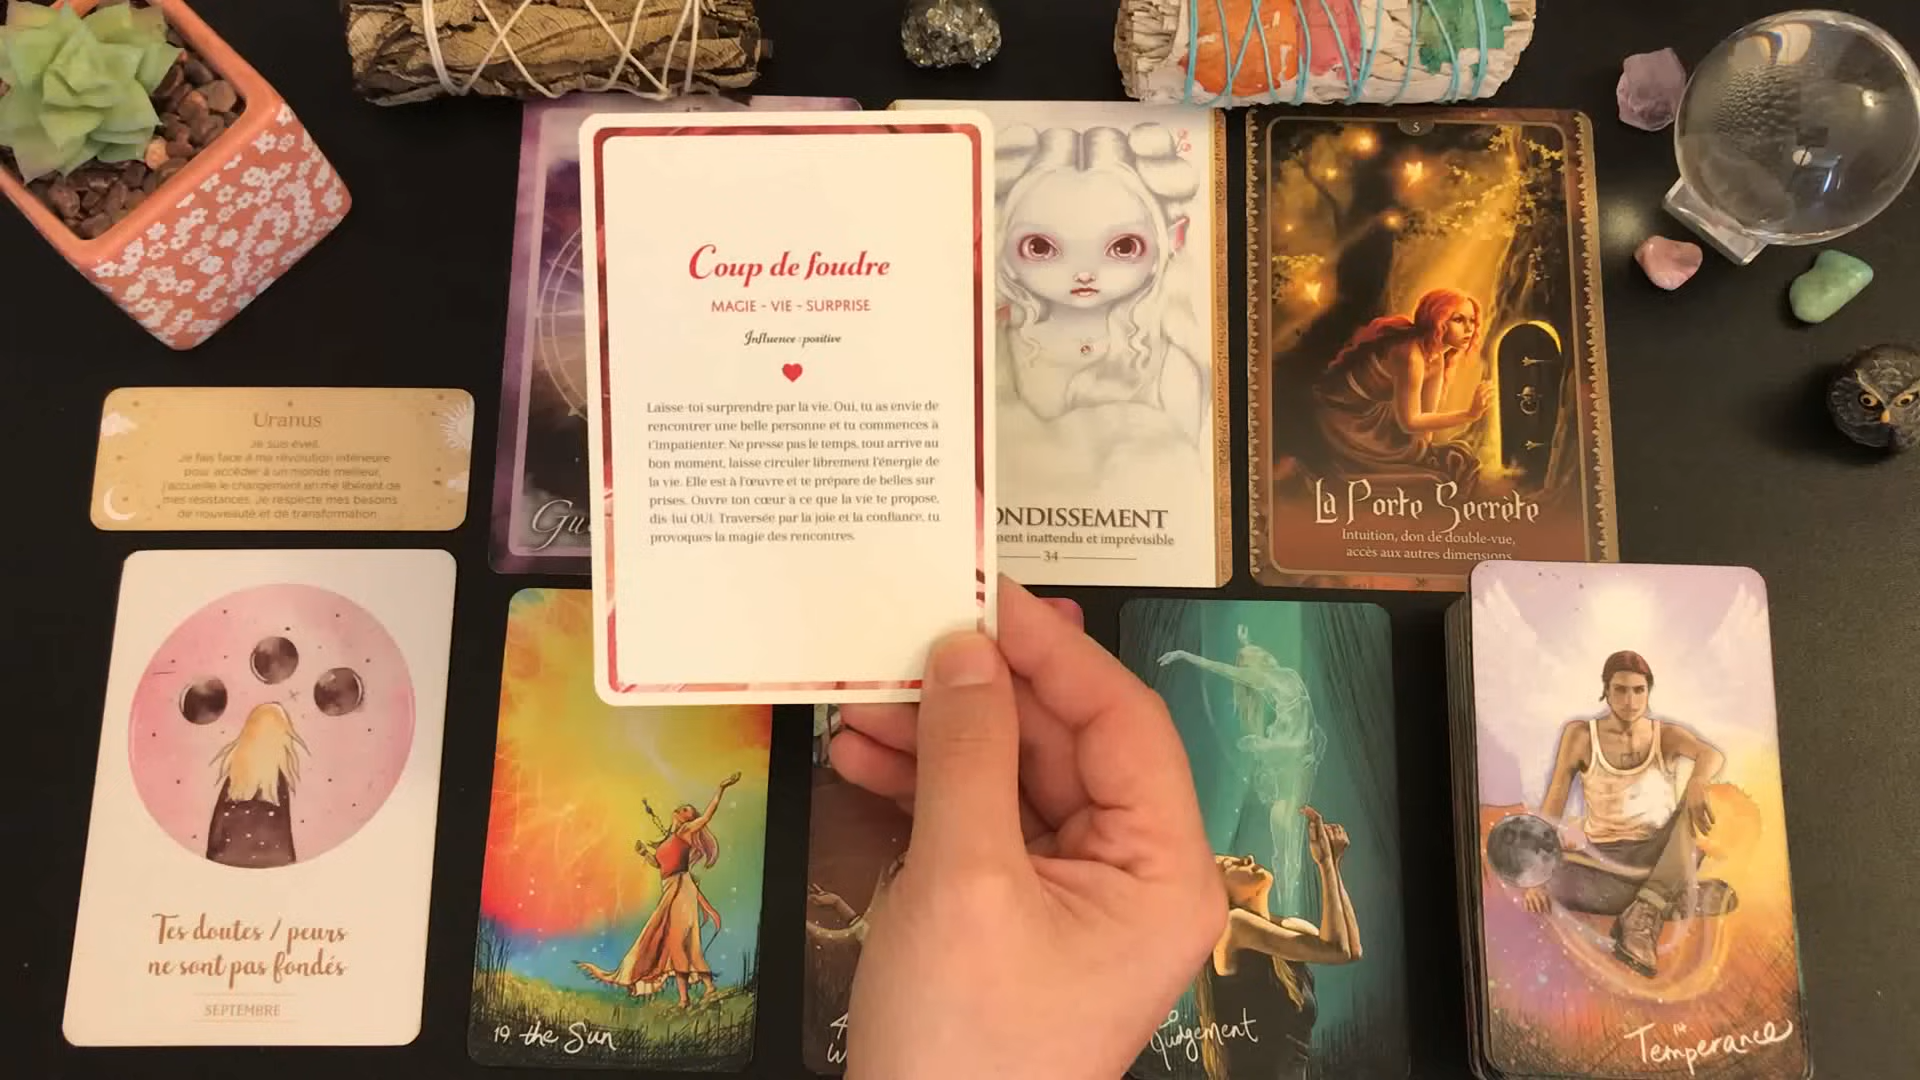 Coup de foudre
MAGIE - VIE - SURPRISE
Influence : positive
Laisse-toi surprendre par la vie. Oui, tu as envie de
rencontrer une belle personne et tu commences à
t'impatienter. Ne presse pas le temps, tout arrive au
bon moment, laisse circuler librement l'énergie de
la vie. Elle est à l'œuvre et te prépare de belles sur-
prises. Ouvre ton cœur à ce que la vie te propose,
dis-lui OUI. Traversée par la joie et la confiance, tu
provoques la magie des rencontres.
ONDISSEMENT
ment inattendu et imprévisible
34
5
La Porte Secrète
Intuition, don de double-vue,
accès aux autres dimensions
Uranus
Je suis éveil.
Je fais face à ma révolution intérieure
pour accéder à un monde meilleur,
j'accueille le changement en me libérant de
mes résistances. Je respecte mes besoins
de nouveauté et de transformation.
Tes doutes / peurs
ne sont pas fondés
SEPTEMBRE
19 the Sun
4
W
Judgement
14
Temperance